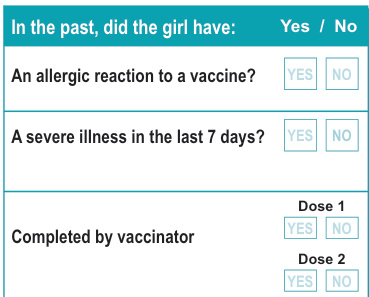 In the past, did the girl have: Yes / No
An allergic reaction to a vaccine? YES NO
A severe illness in the last 7 days? YES NO
Dose 1
YES NO
Completed by vaccinator
Dose 2
YES NO